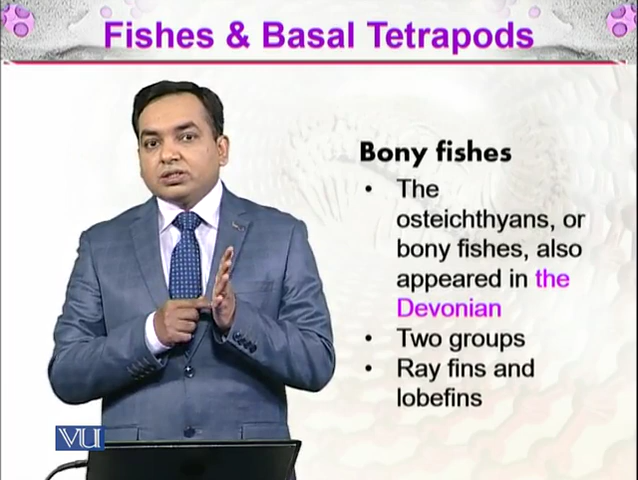 Fishes & Basal Tetrapods
Bony fishes
• The
osteichthyans, or
bony fishes, also
appeared in the
Devonian
• Two groups
• Ray fins and
lobefins
VU